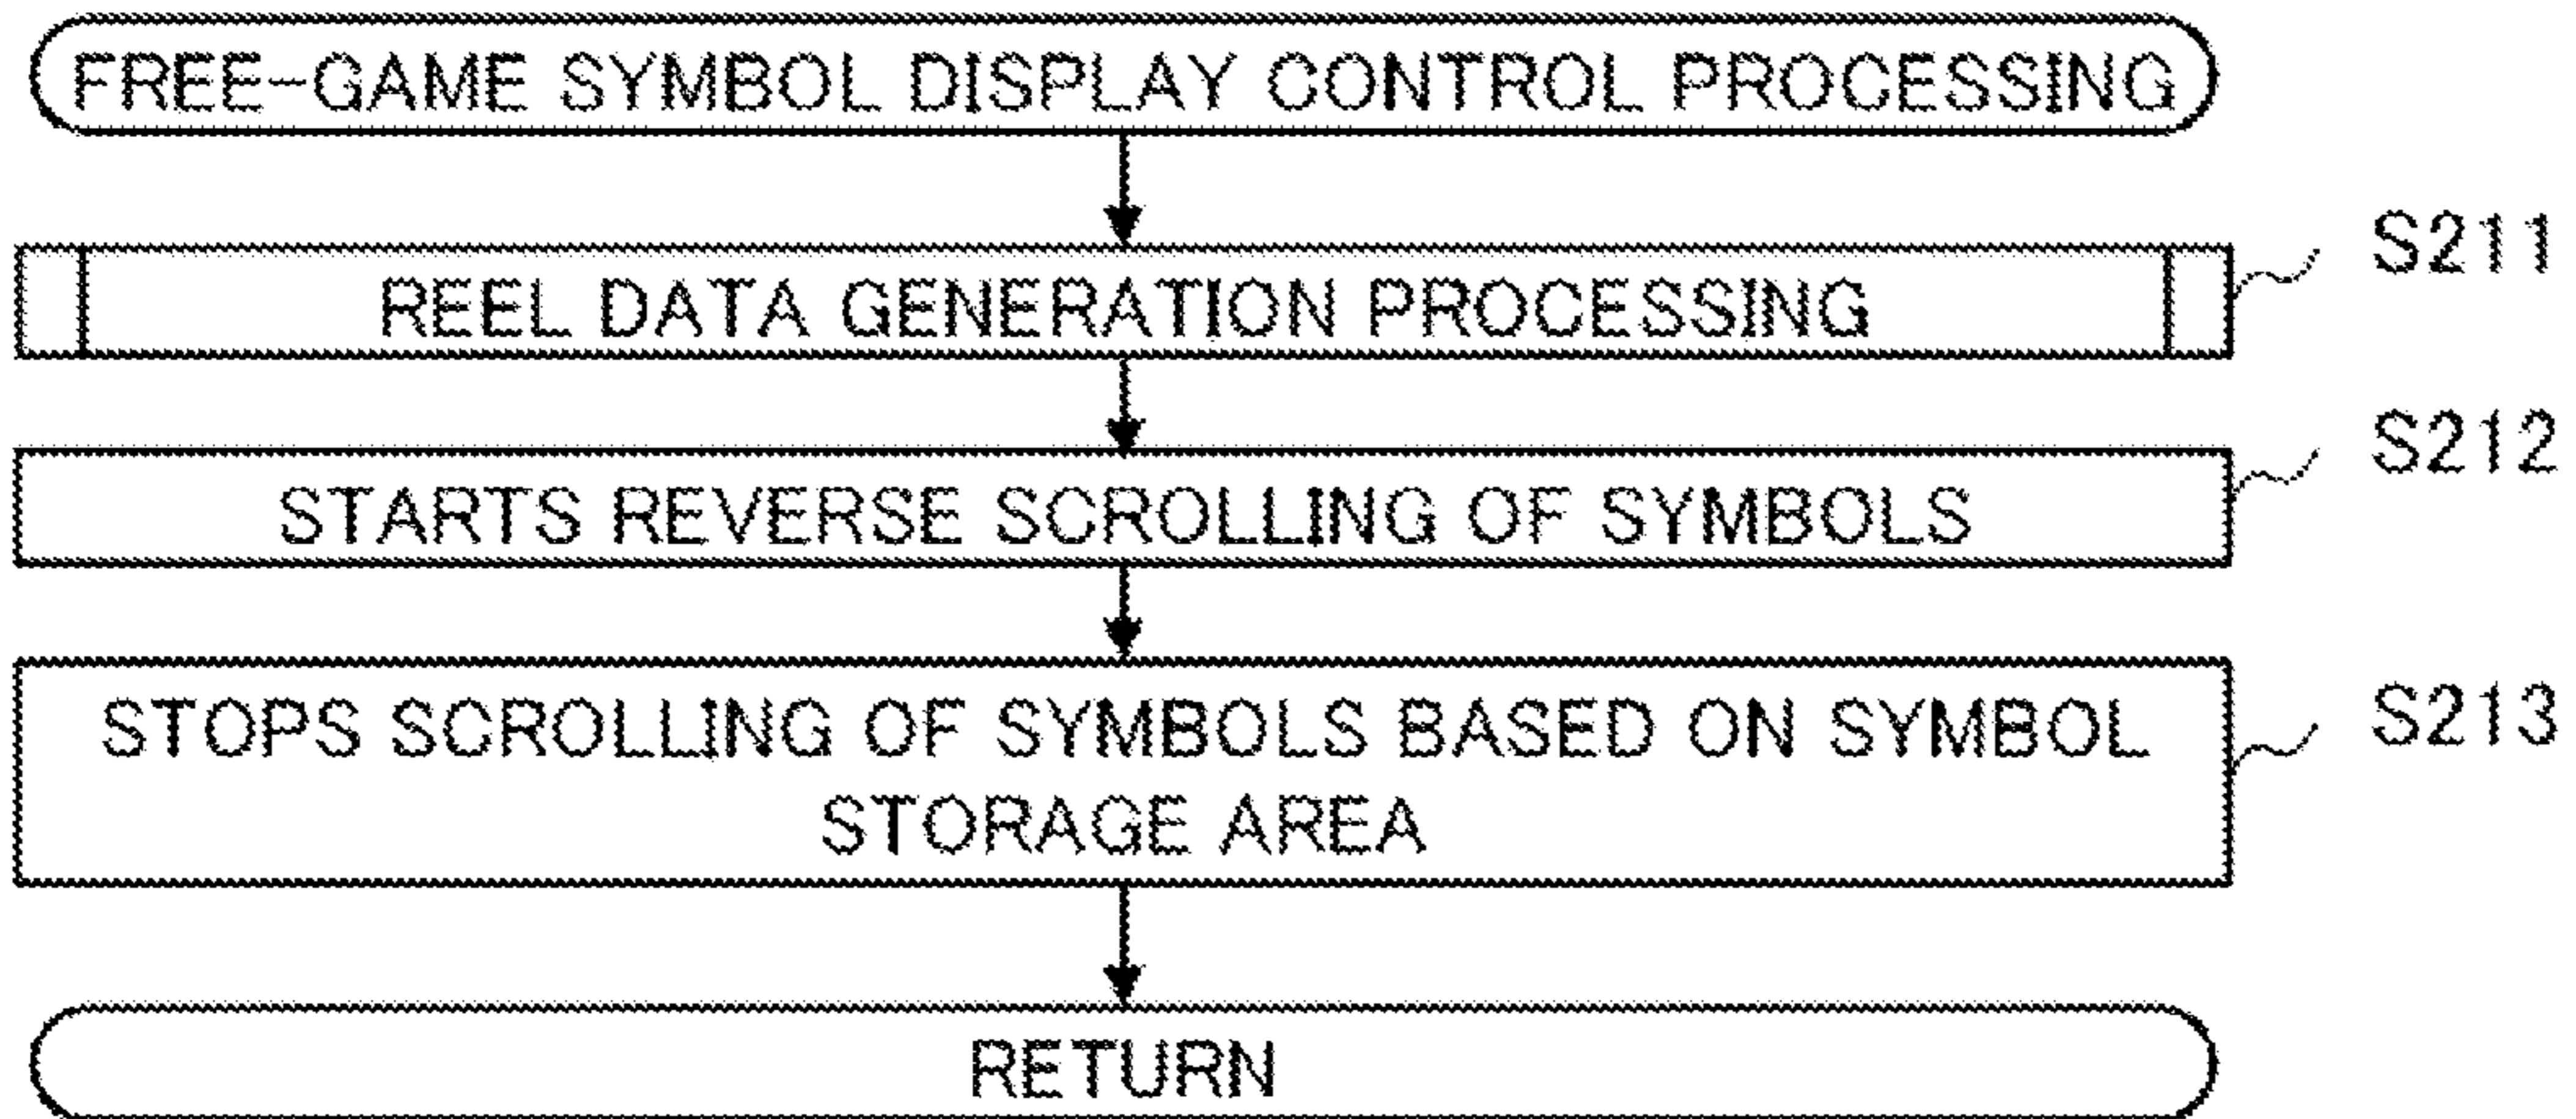 FREE-GAME SYMBOL DISPLAY CONTROL PROCESSING
REEL DATA GENERATION PROCESSING
S211
STARTS REVERSE SCROLLING OF SYMBOLS
S212
STOPS SCROLLING OF SYMBOLS BASED ON SYMBOL
STORAGE AREA
S213
RETURN